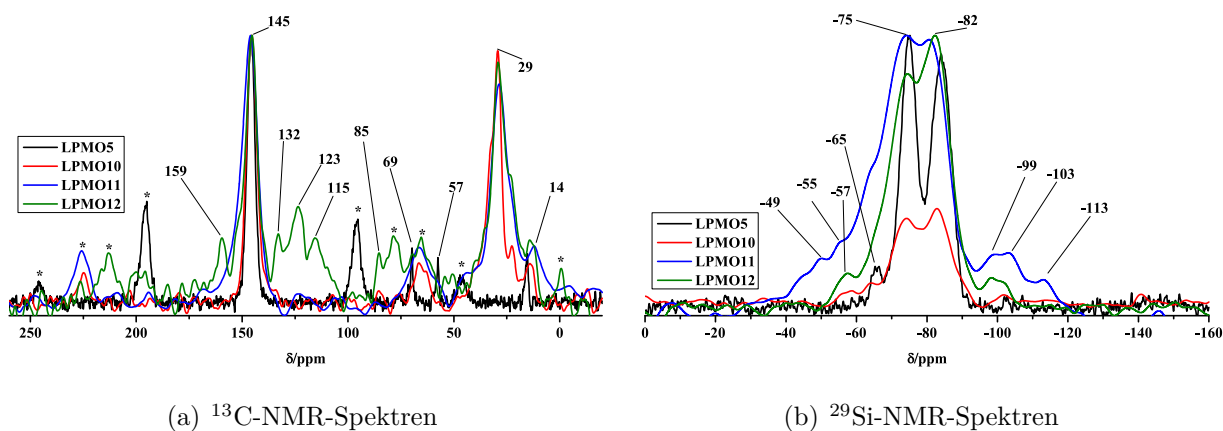 145
29
132
85
159
123
69
115
57
14
LPMO5
LPMO10
LPMO11
LPMO12
* * * * * * * * *
250 200 150 100 50 0
δ/ppm
(a) ¹³C-NMR-Spektren
-75
-82
-65
-55
-57
-49
-99
-103
-113
LPMO5
LPMO10
LPMO11
LPMO12
0 -20 -40 -60 -80 -100 -120 -140 -160
δ/ppm
(b) ²⁹Si-NMR-Spektren